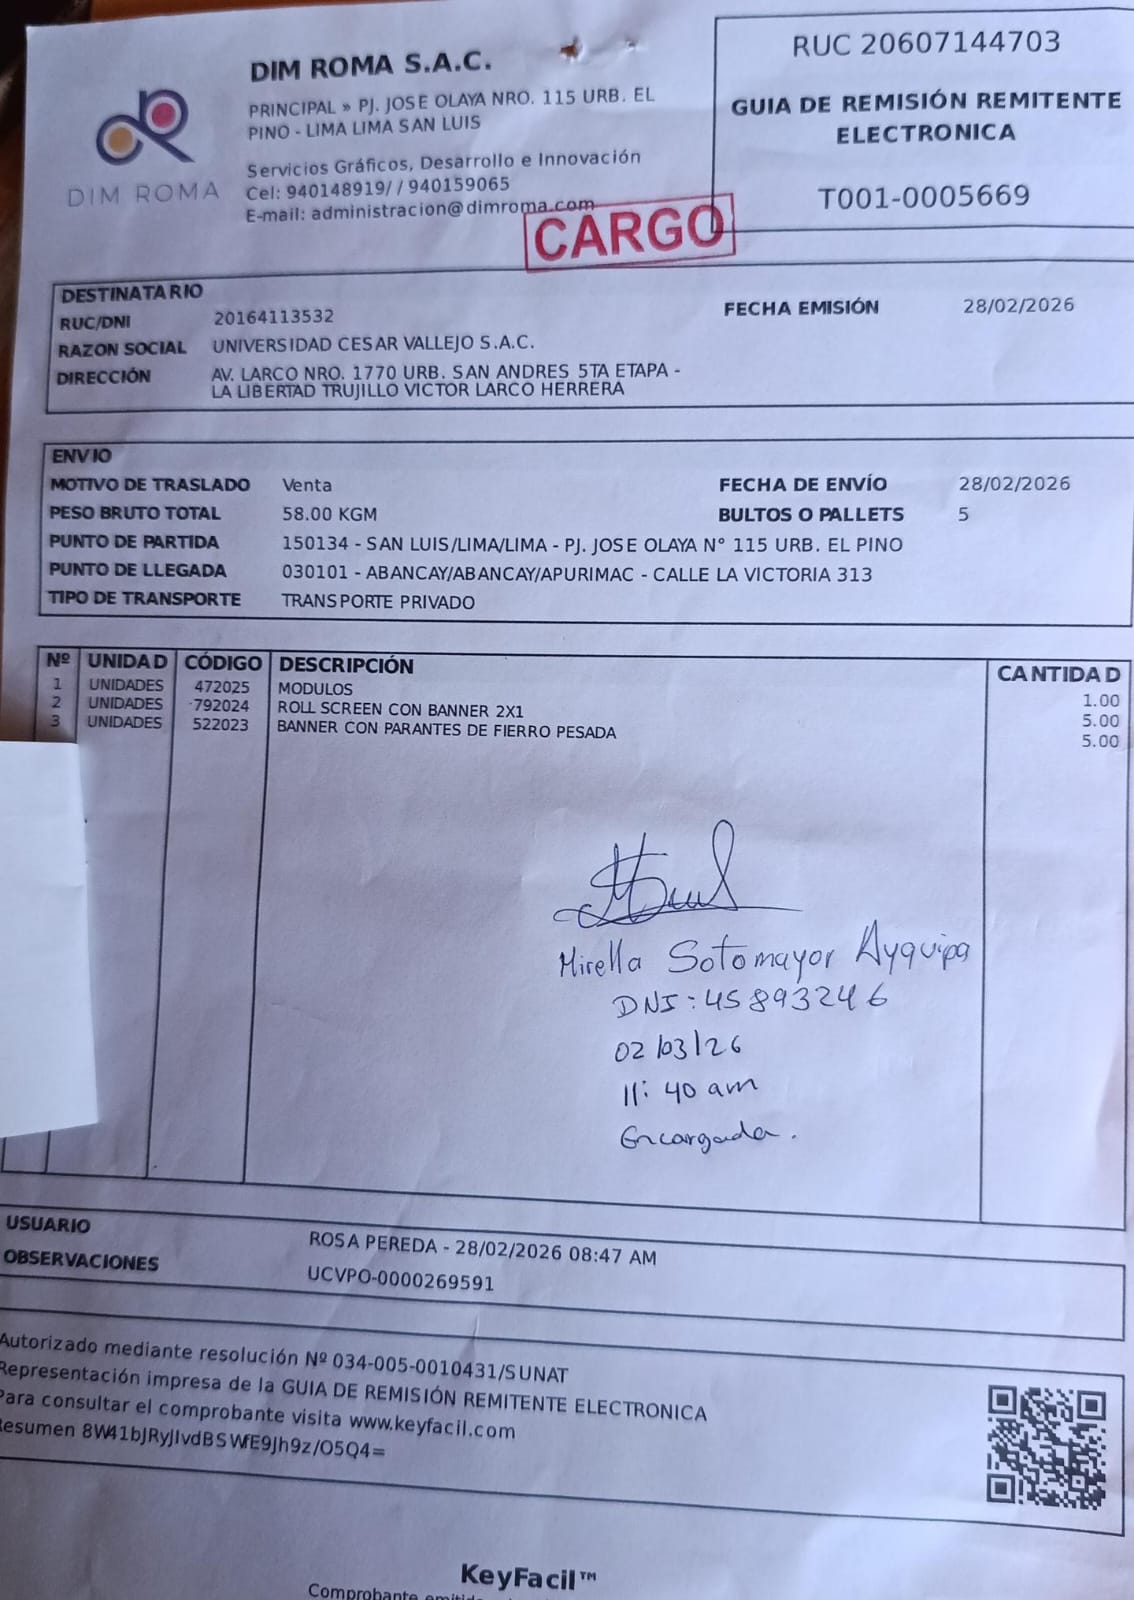 DIM ROMA S.A.C.
PRINCIPAL » PJ. JOSE OLAYA NRO. 115 URB. EL
PINO - LIMA LIMA SAN LUIS
Servicios Gráficos, Desarrollo e Innovación
Cel: 940148919/ / 940159065
E-mail: administracion@dimroma.com
DIM ROMA
RUC 20607144703
GUIA DE REMISIÓN REMITENTE
ELECTRONICA
T001-0005669
CARGO
DESTINATARIO
RUC/DNI 20164113532 FECHA EMISIÓN 28/02/2026
RAZON SOCIAL UNIVERSIDAD CESAR VALLEJO S.A.C.
DIRECCIÓN AV. LARCO NRO. 1770 URB. SAN ANDRES 5TA ETAPA -
LA LIBERTAD TRUJILLO VICTOR LARCO HERRERA
ENVIO
MOTIVO DE TRASLADO Venta FECHA DE ENVÍO 28/02/2026
PESO BRUTO TOTAL 58.00 KGM BULTOS O PALLETS 5
PUNTO DE PARTIDA 150134 - SAN LUIS/LIMA/LIMA - PJ. JOSE OLAYA N° 115 URB. EL PINO
PUNTO DE LLEGADA 030101 - ABANCAY/ABANCAY/APURIMAC - CALLE LA VICTORIA 313
TIPO DE TRANSPORTE TRANSPORTE PRIVADO
Nº UNIDAD CÓDIGO DESCRIPCIÓN CANTIDAD
1 UNIDADES 472025 MODULOS 1.00
2 UNIDADES 792024 ROLL SCREEN CON BANNER 2X1 5.00
3 UNIDADES 522023 BANNER CON PARANTES DE FIERRO PESADA 5.00
Mirella Sotomayor Ayquipa
DNI: 45893246
02/03/26
11:40 am
Encargada.
USUARIO ROSA PEREDA - 28/02/2026 08:47 AM
OBSERVACIONES UCVPO-0000269591
Autorizado mediante resolución Nº 034-005-0010431/SUNAT
Representación impresa de la GUIA DE REMISIÓN REMITENTE ELECTRONICA
Para consultar el comprobante visita www.keyfacil.com
Resumen 8W41bJRyJIvdBSWfE9Jh9z/O5Q4=
KeyFacil™
Comprobante